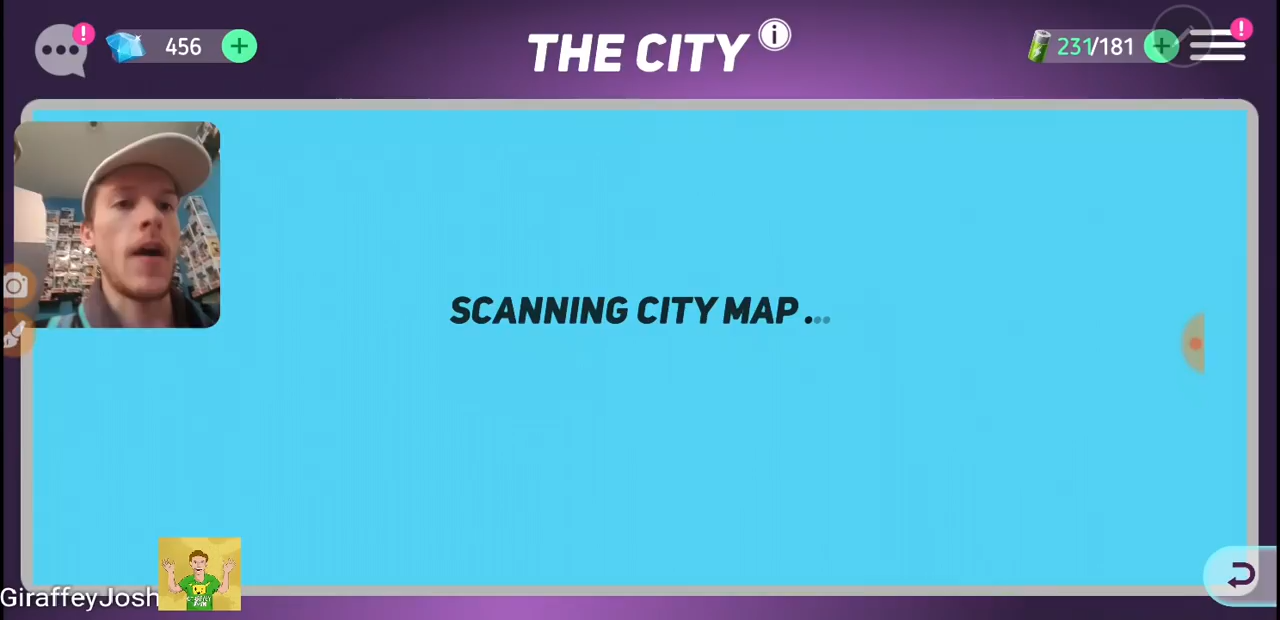 456
THE CITY
231/181
SCANNING CITY MAP ...
GiraffeyJosh